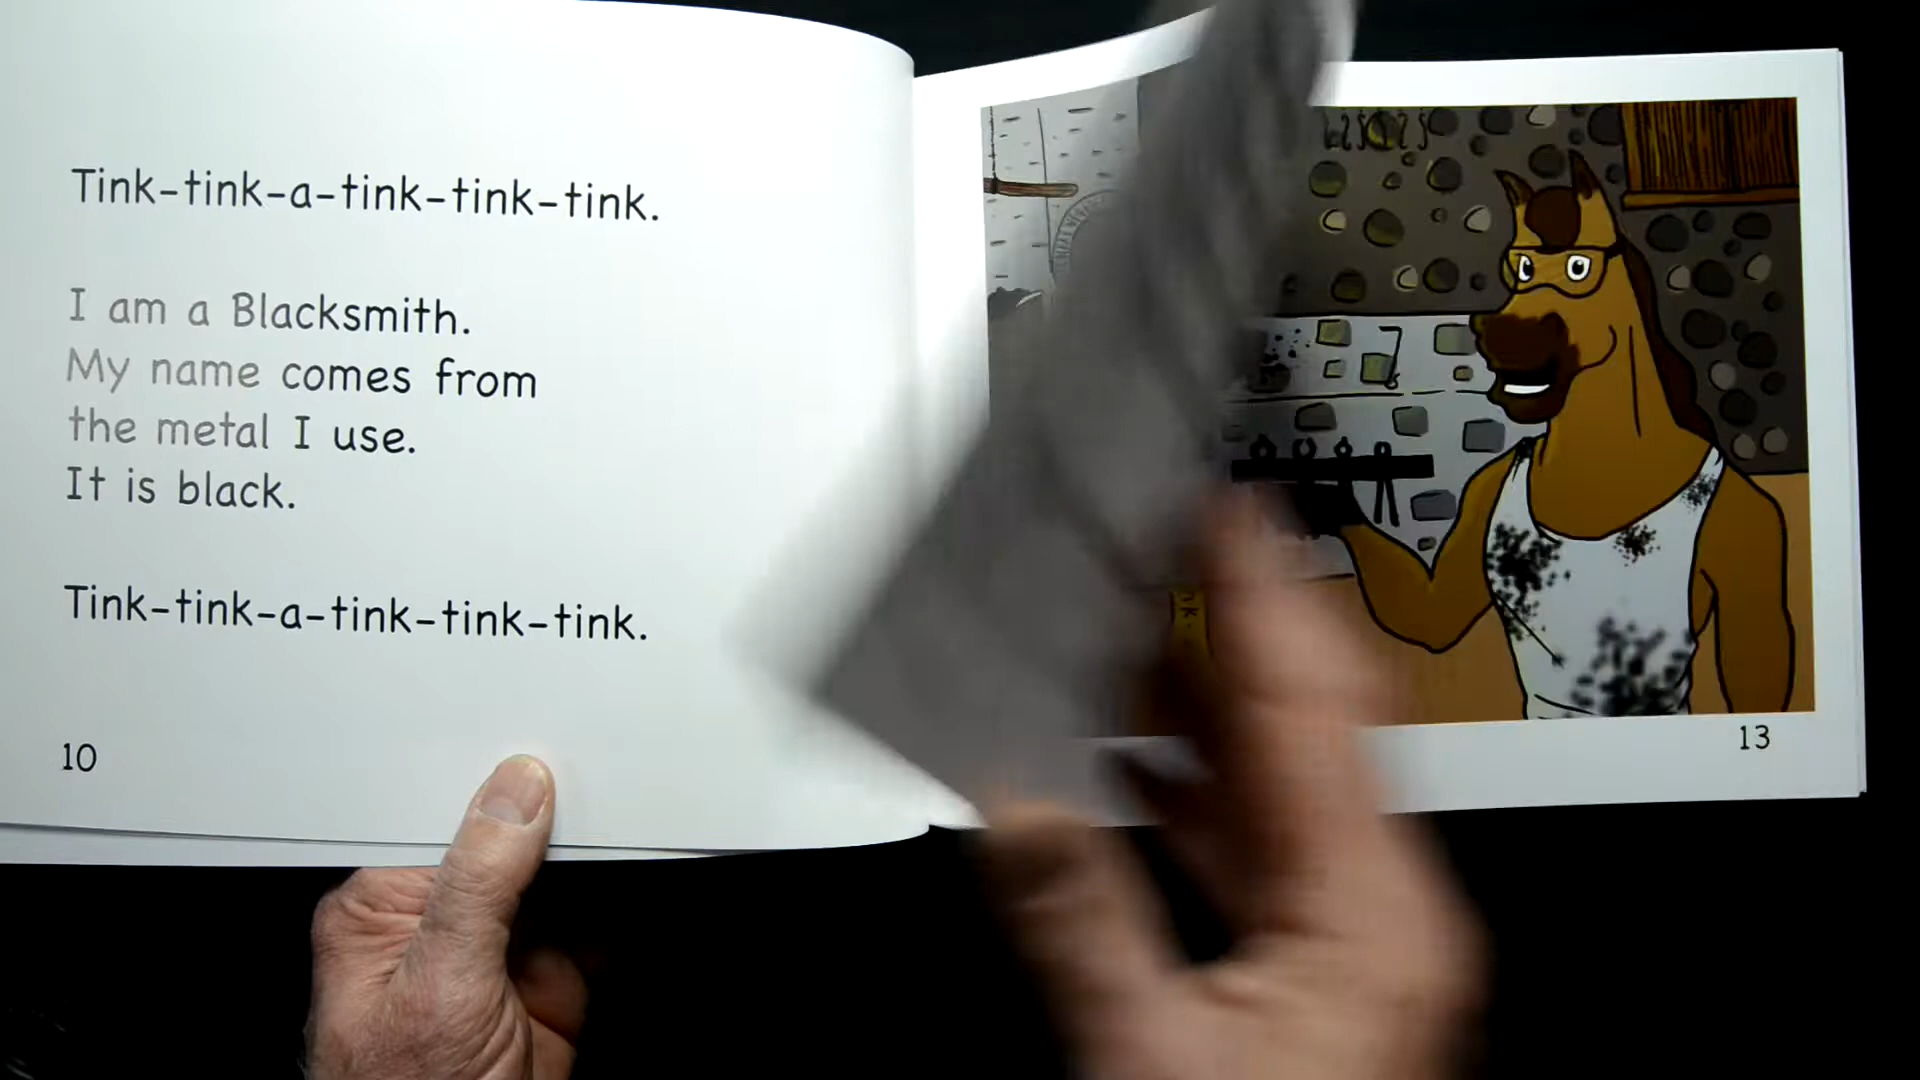 Tink-tink-a-tink-tink-tink.
I am a Blacksmith.
My name comes from
the metal I use.
It is black.
Tink-tink-a-tink-tink-tink.
10
13